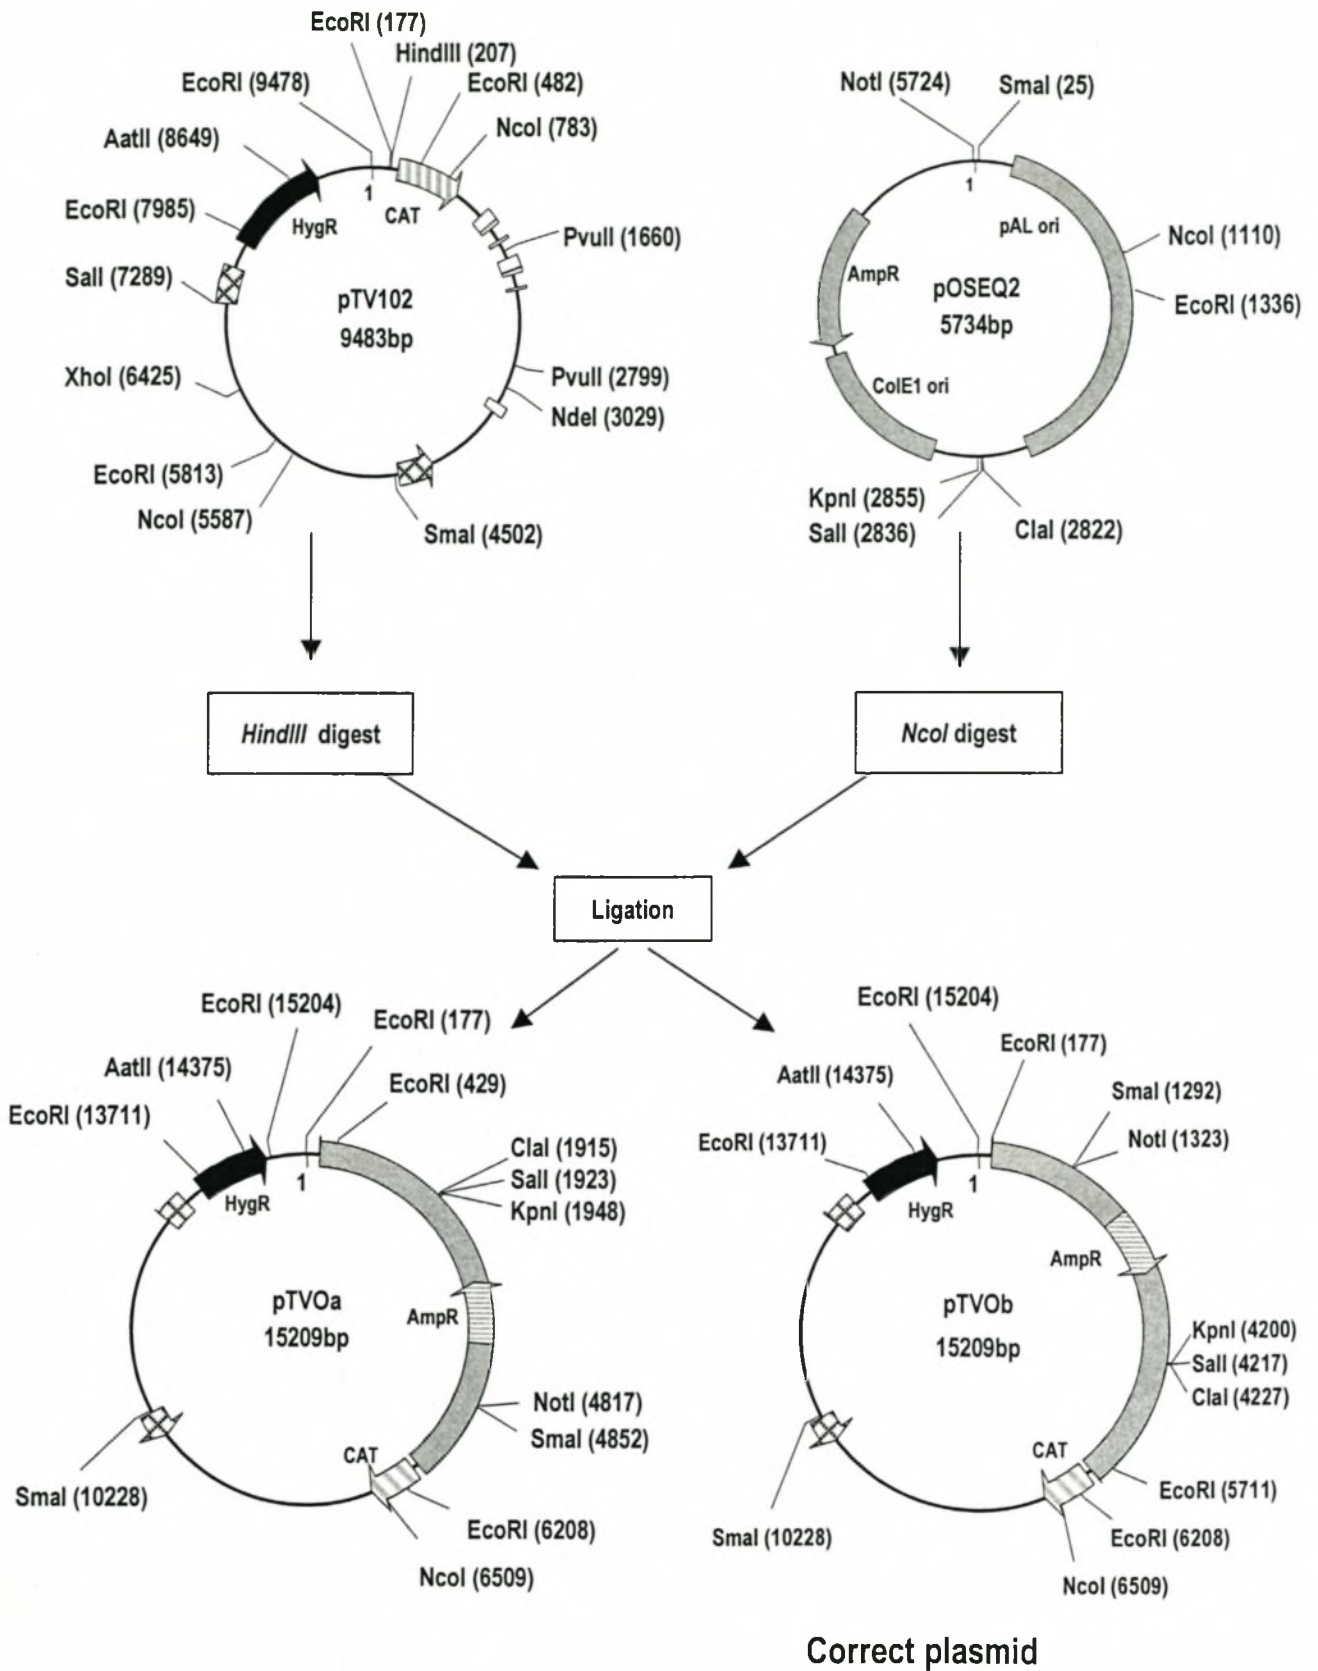 EcoRI (177)
HindIII (207)
EcoRI (9478)
EcoRI (482)
AatII (8649)
NcoI (783)
EcoRI (7985)
HygR
1
CAT
PvuII (1660)
SalI (7289)
pTV102
9483bp
XhoI (6425)
PvuII (2799)
NdeI (3029)
EcoRI (5813)
NcoI (5587)
SmaI (4502)
NotI (5724)
SmaI (25)
1
pAL ori
NcoI (1110)
AmpR
pOSEQ2
5734bp
EcoRI (1336)
ColE1 ori
KpnI (2855)
SalI (2836)
ClaI (2822)
HindIII digest
NcoI digest
Ligation
EcoRI (15204)
EcoRI (177)
AatII (14375)
EcoRI (429)
EcoRI (13711)
ClaI (1915)
SalI (1923)
KpnI (1948)
HygR
1
pTVOa
15209bp
AmpR
NotI (4817)
SmaI (4852)
CAT
SmaI (10228)
EcoRI (6208)
NcoI (6509)
EcoRI (15204)
EcoRI (177)
AatII (14375)
SmaI (1292)
EcoRI (13711)
NotI (1323)
HygR
1
AmpR
pTVOb
15209bp
KpnI (4200)
SalI (4217)
ClaI (4227)
CAT
EcoRI (5711)
SmaI (10228)
EcoRI (6208)
NcoI (6509)
Correct plasmid